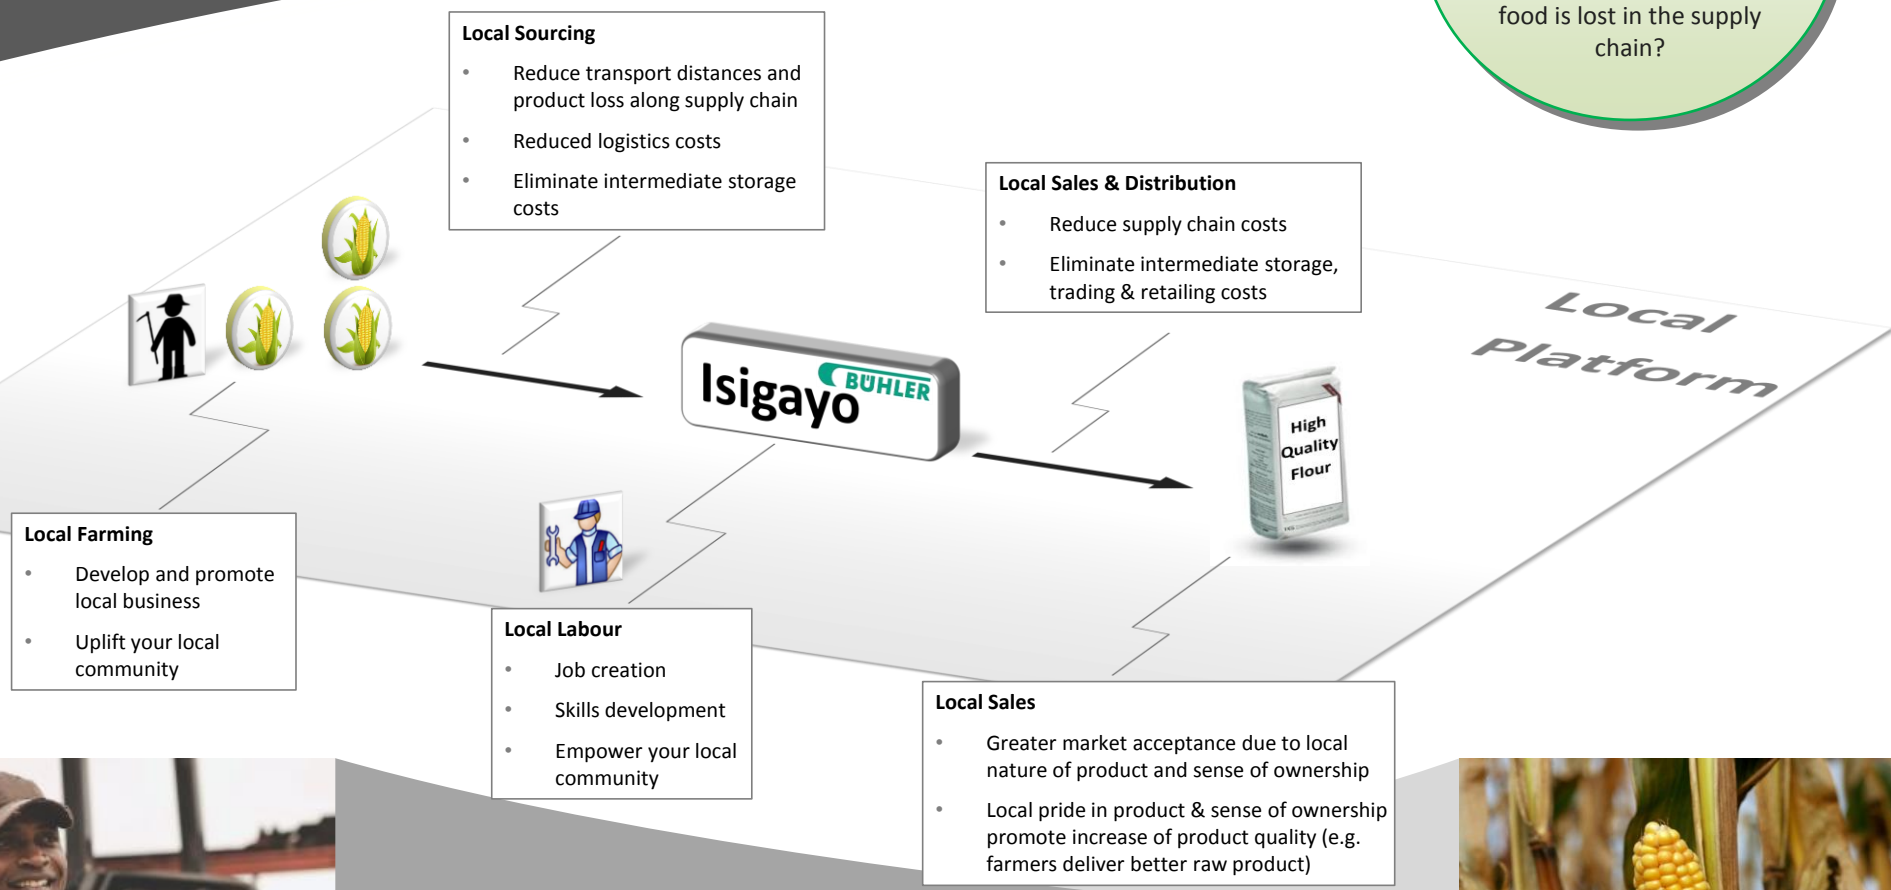 food is lost in the supply
chain?
Local Sourcing
• Reduce transport distances and
product loss along supply chain
• Reduced logistics costs
• Eliminate intermediate storage
costs
Local Sales & Distribution
• Reduce supply chain costs
• Eliminate intermediate storage,
trading & retailing costs
Local
Platform
Isigayo
BÜHLER
High
Quality
Flour
Local Farming
• Develop and promote
local business
• Uplift your local
community
Local Labour
• Job creation
• Skills development
• Empower your local
community
Local Sales
• Greater market acceptance due to local
nature of product and sense of ownership
• Local pride in product & sense of ownership
promote increase of product quality (e.g.
farmers deliver better raw product)